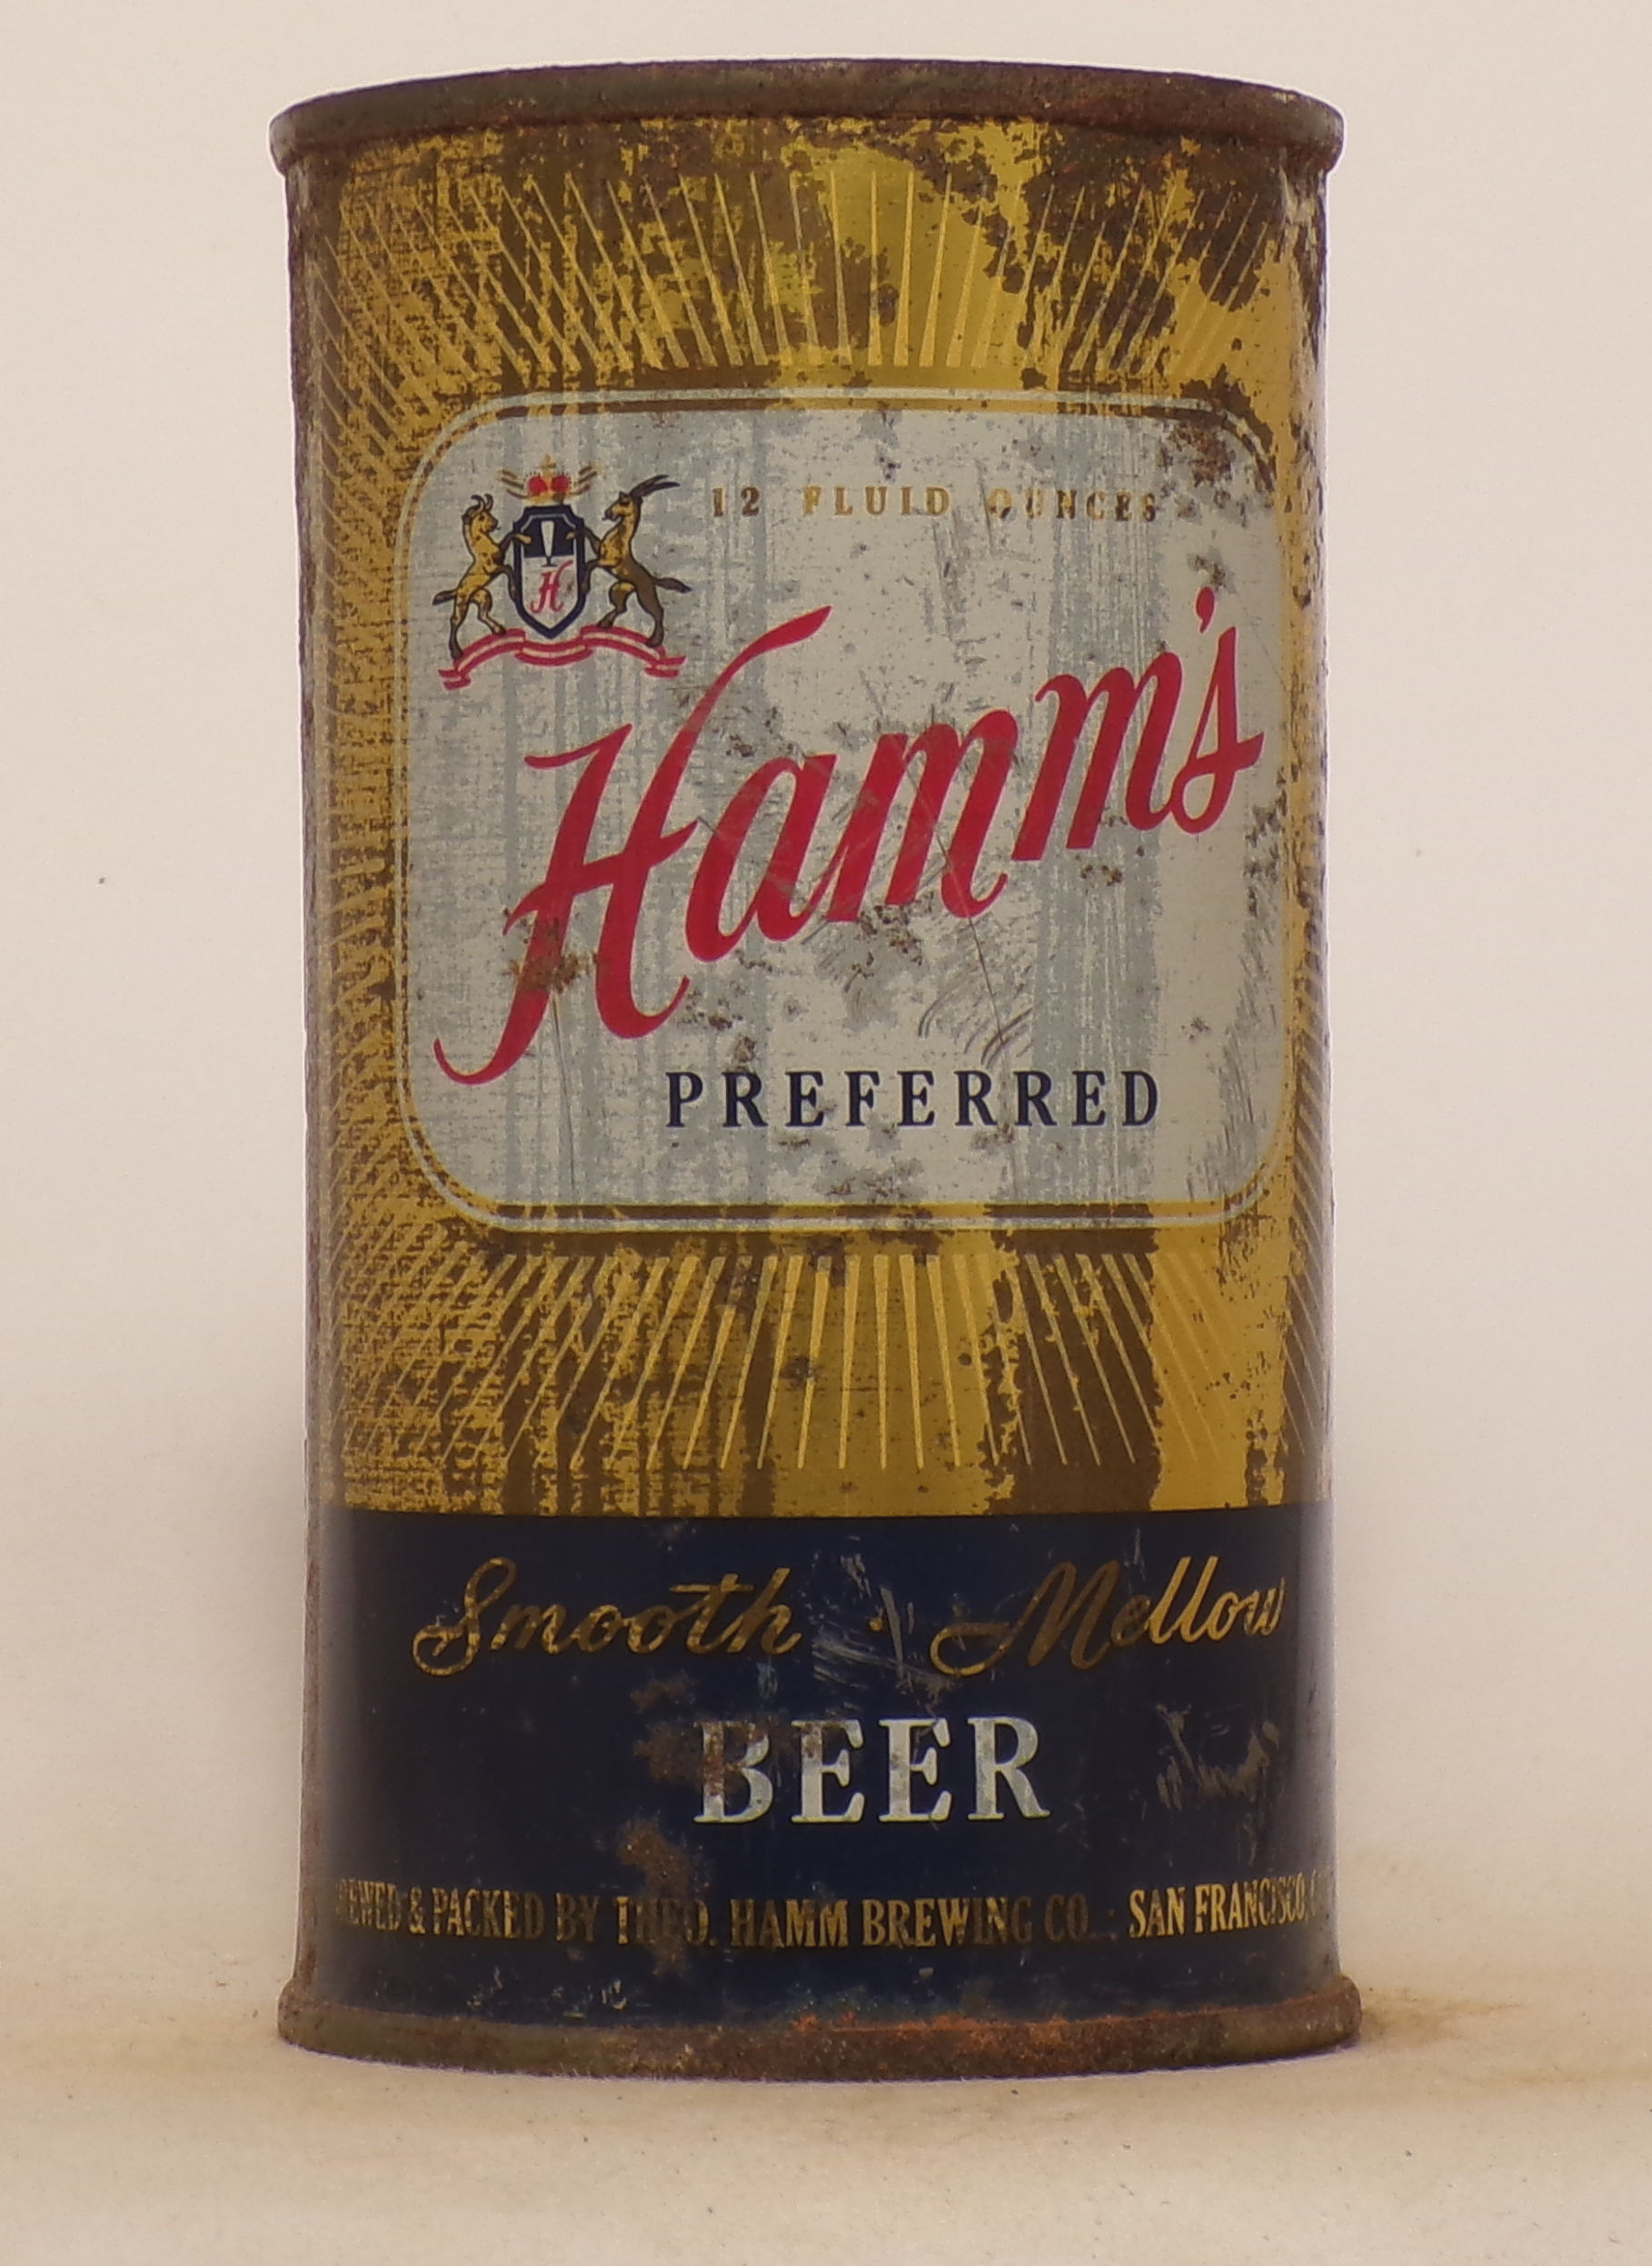 12 FLUID OUNCES
H
Hamm's
PREFERRED
Smooth · Mellow
BEER
& PACKED BY THEO. HAMM BREWING CO. : SAN FRANCISCO,